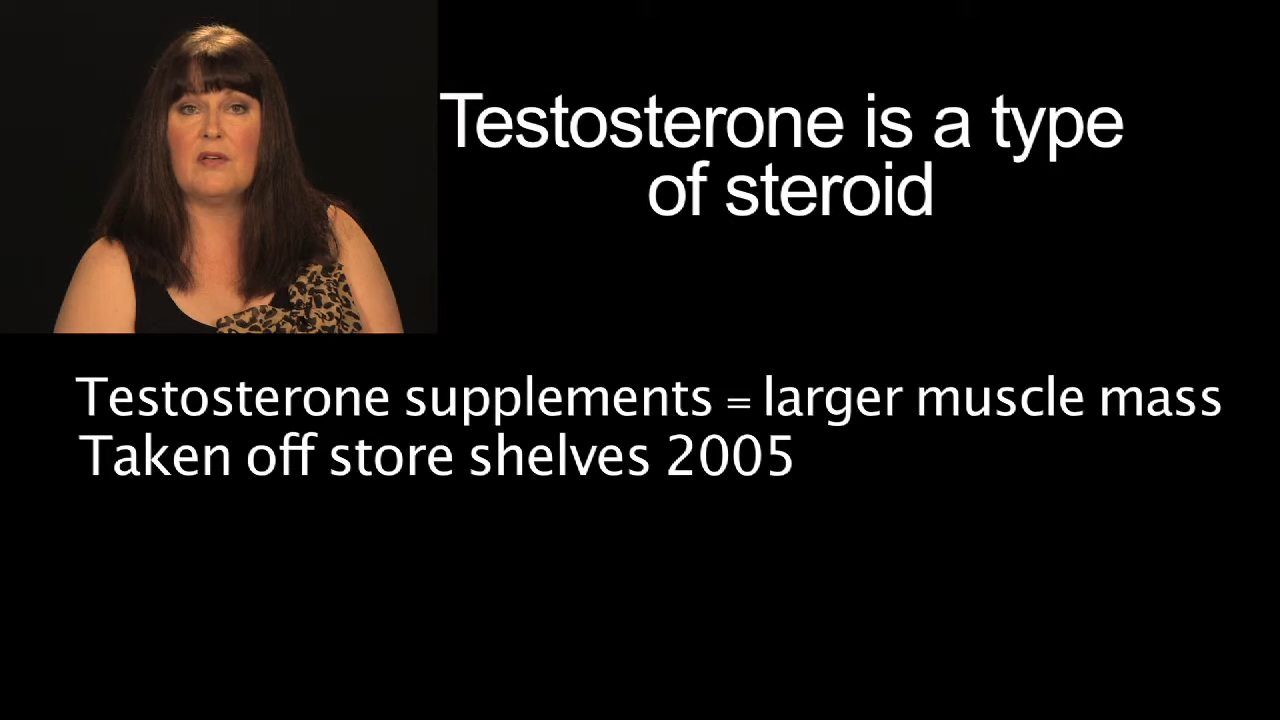 Testosterone is a type
of steroid
Testosterone supplements = larger muscle mass
Taken off store shelves 2005